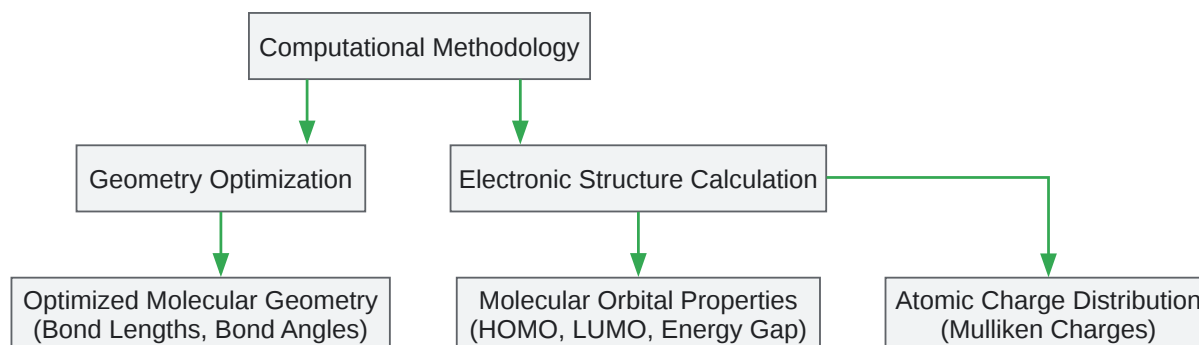 Computational Methodology
Geometry Optimization
Electronic Structure Calculation
Optimized Molecular Geometry
(Bond Lengths, Bond Angles)
Molecular Orbital Properties
(HOMO, LUMO, Energy Gap)
Atomic Charge Distribution
(Mulliken Charges)